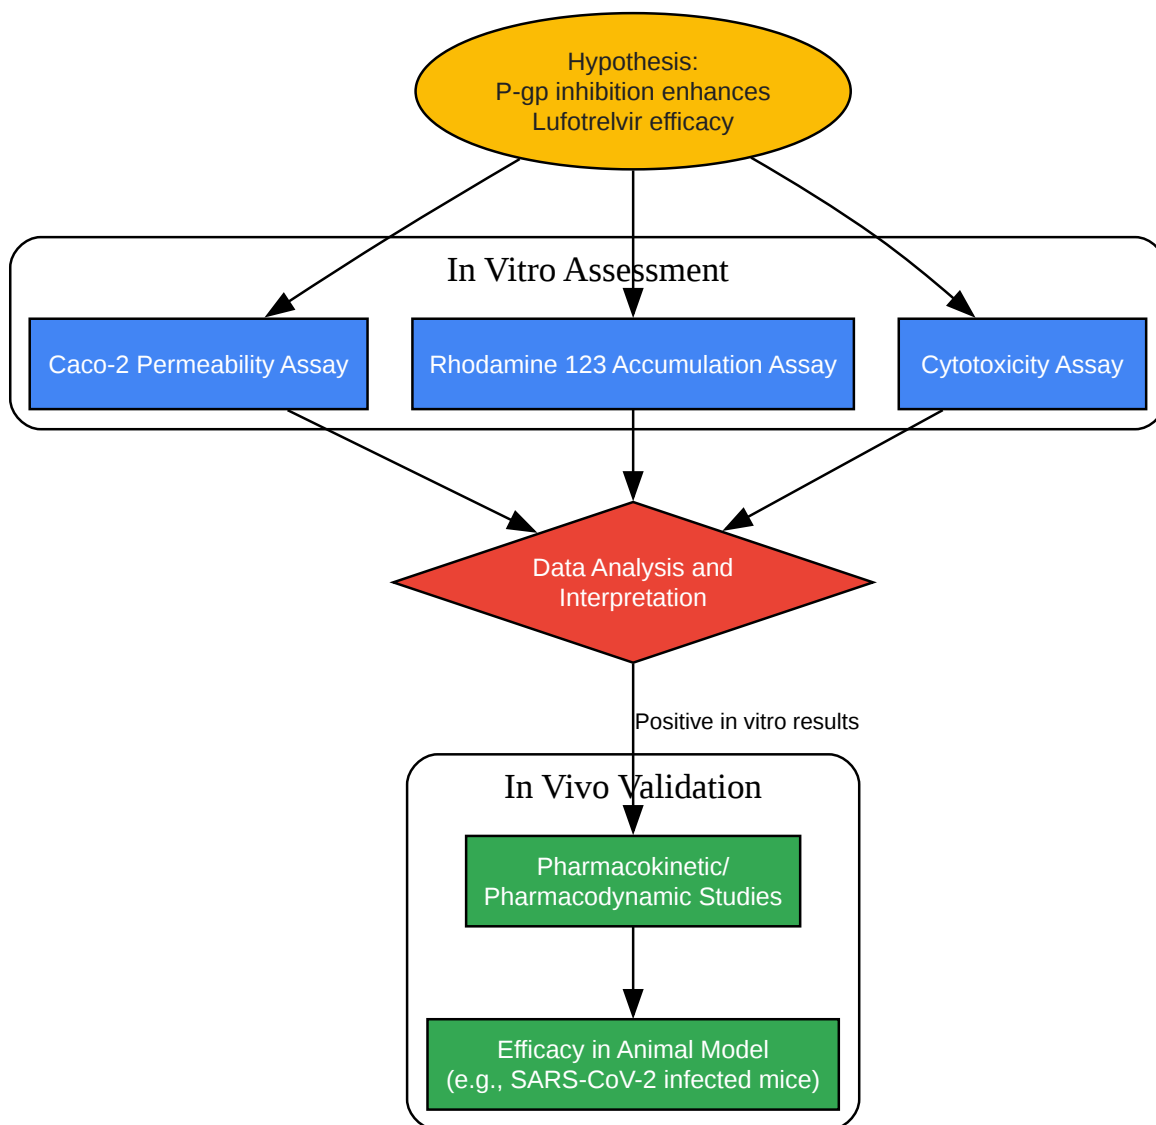 Hypothesis:
P-gp inhibition enhances
Lufotrelvir efficacy
In Vitro Assessment
Caco-2 Permeability Assay
Rhodamine 123 Accumulation Assay
Cytotoxicity Assay
Data Analysis and
Interpretation
Positive in vitro results
In Vivo Validation
Pharmacokinetic/
Pharmacodynamic Studies
Efficacy in Animal Model
(e.g., SARS-CoV-2 infected mice)